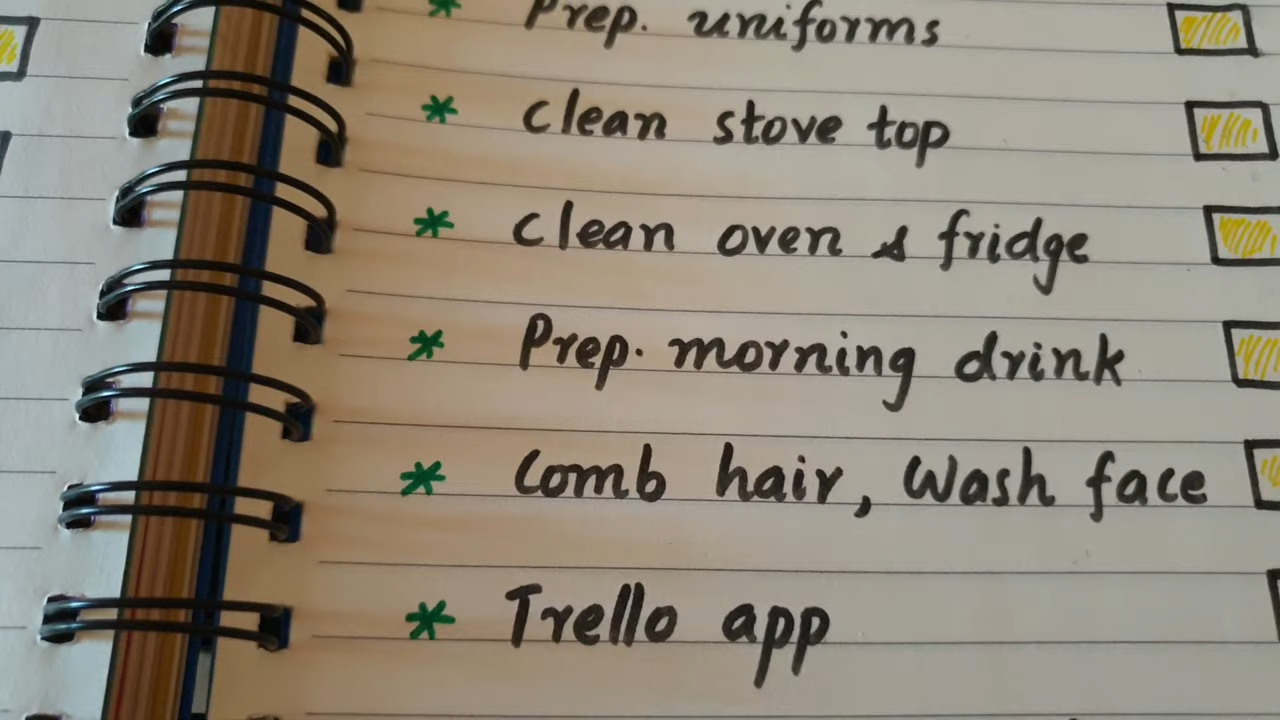 * Prep. uniforms
* Clean stove top
* Clean oven & fridge
* Prep. morning drink
* Comb hair, Wash face
* Trello app